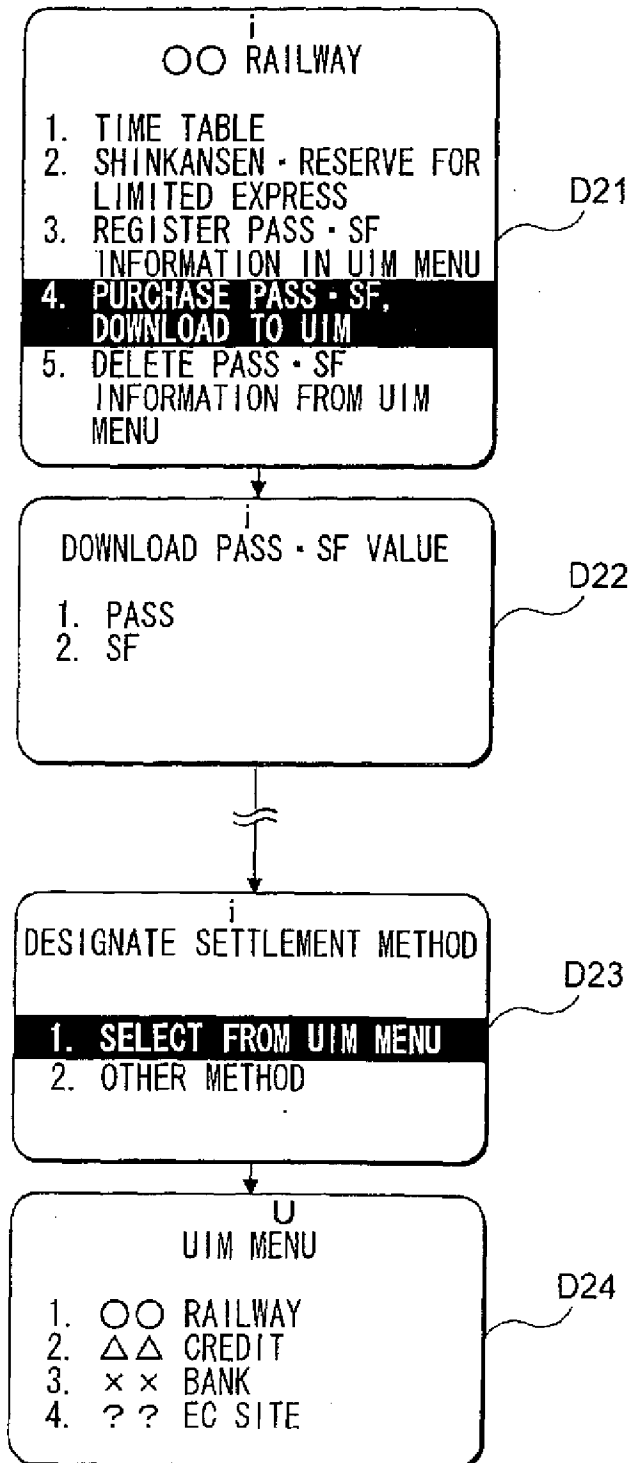 i
○○ RAILWAY
1. TIME TABLE
2. SHINKANSEN・RESERVE FOR
LIMITED EXPRESS
3. REGISTER PASS・SF
INFORMATION IN UIM MENU
4. PURCHASE PASS・SF,
DOWNLOAD TO UIM
5. DELETE PASS・SF
INFORMATION FROM UIM
MENU
D21
i
DOWNLOAD PASS・SF VALUE
1. PASS
2. SF
D22
i
DESIGNATE SETTLEMENT METHOD
1. SELECT FROM UIM MENU
2. OTHER METHOD
D23
U
UIM MENU
1. ○○ RAILWAY
2. △△ CREDIT
3. ×× BANK
4. ?? EC SITE
D24